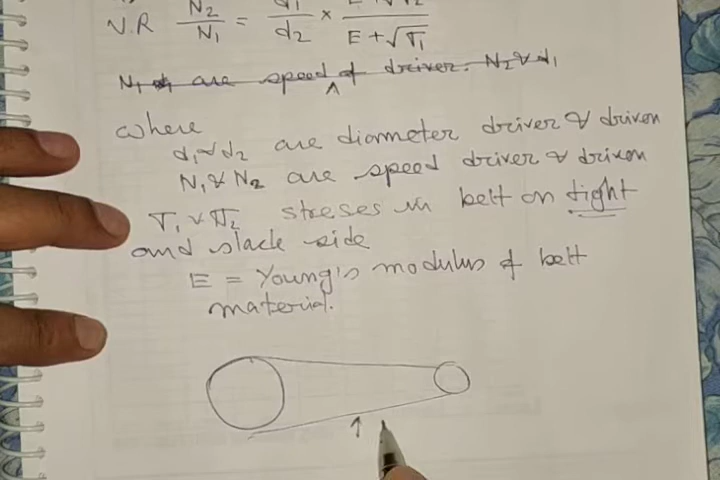 V.R N2/N1 = d1/d2 × E+√σ2/E+√σ1
N1 are speed of driver. N2 & d1
where
d1 & d2 are diameter driver & driven
N1 & N2 are speed driver & drixon
σ1 & σ2 streses in belt on tight
and slack side
E = Young's modulus of belt
material.